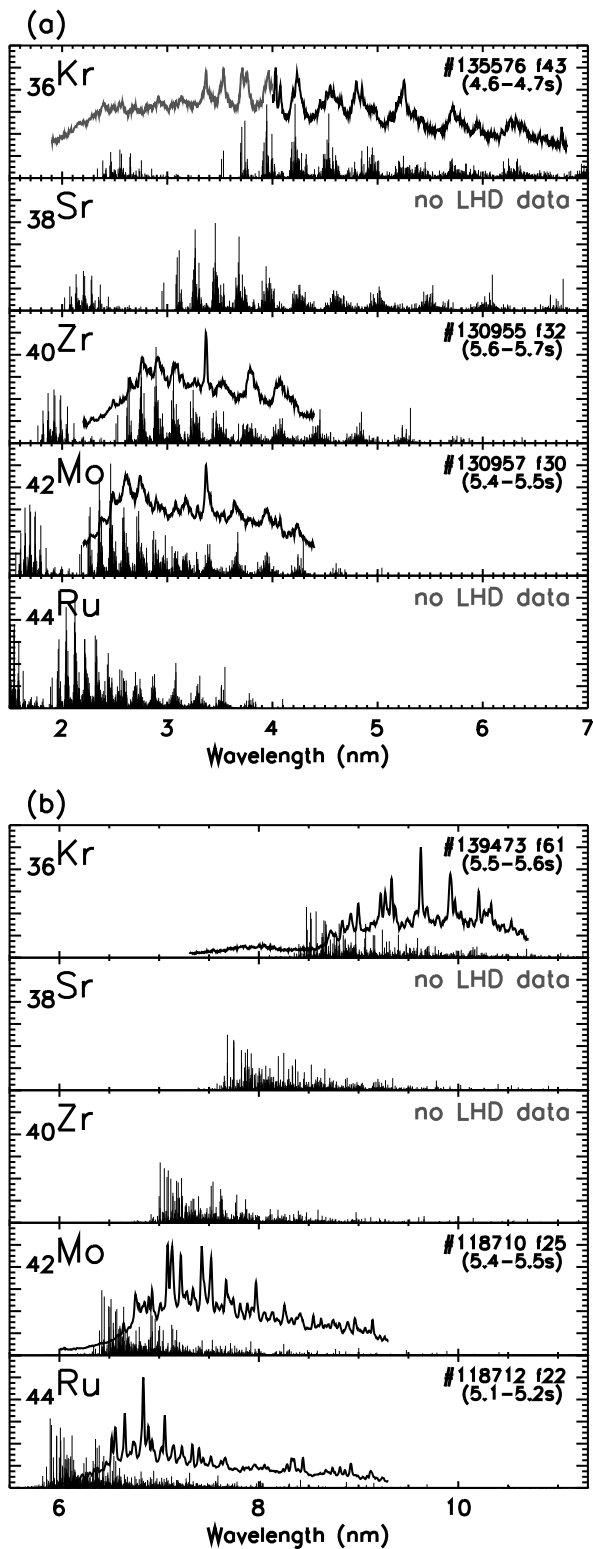 (a)
36Kr
#135576 f43
(4.6-4.7s)
38Sr
no LHD data
40Zr
#130955 f32
(5.6-5.7s)
42Mo
#130957 f30
(5.4-5.5s)
44Ru
no LHD data
2 3 4 5 6 7
Wavelength (nm)
(b)
36Kr
#139473 f61
(5.5-5.6s)
38Sr
no LHD data
40Zr
no LHD data
42Mo
#118710 f25
(5.4-5.5s)
44Ru
#118712 f22
(5.1-5.2s)
6 8 10
Wavelength (nm)